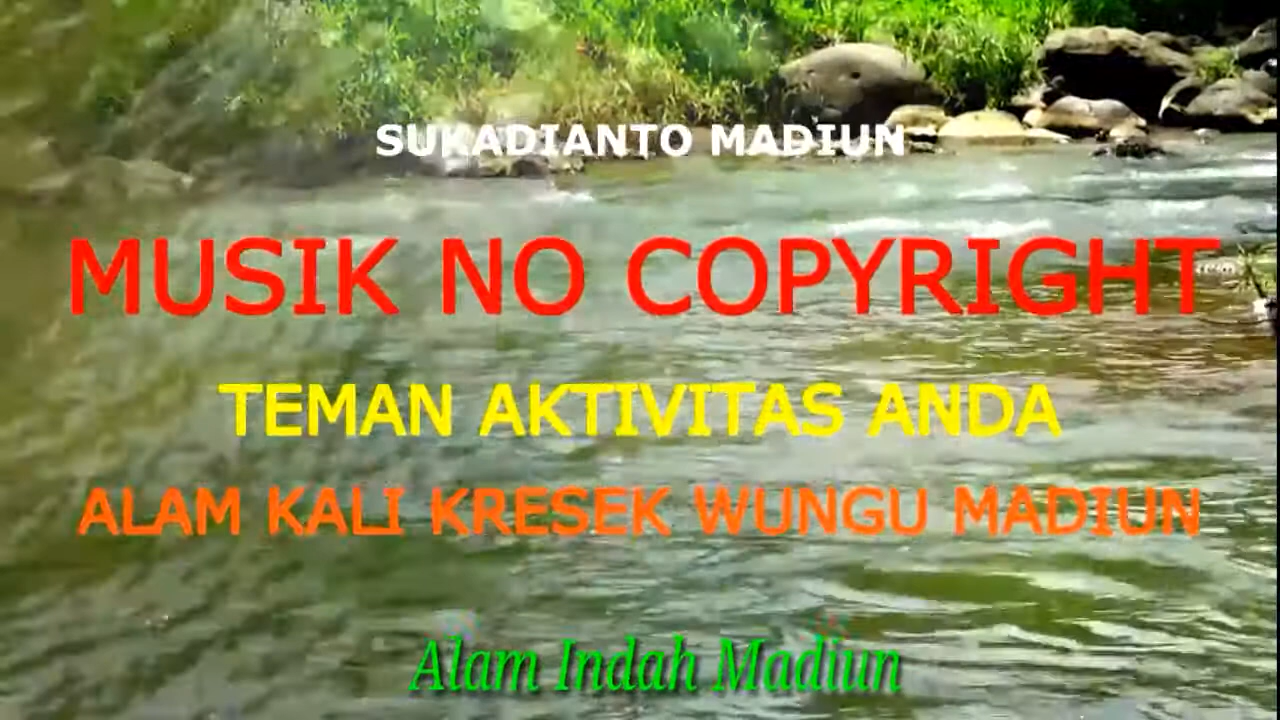 SUKADIANTO MADIUN
MUSIK NO COPYRIGHT
TEMAN AKTIVITAS ANDA
ALAM KALI KRESEK WUNGU MADIUN
Alam Indah Madiun